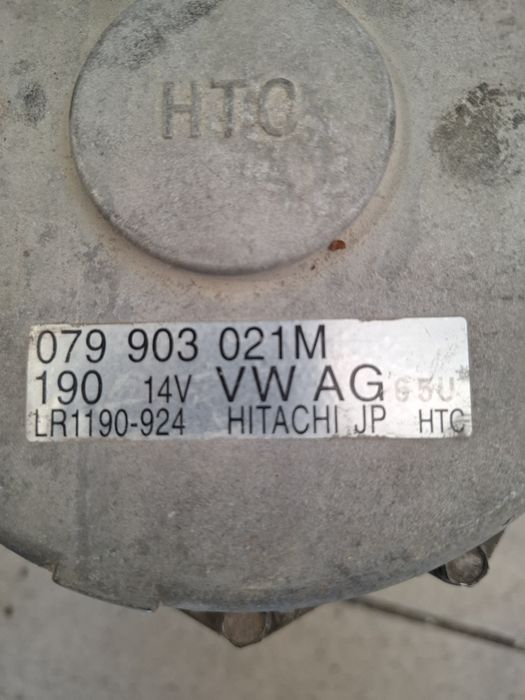 HTC
079 903 021M
190 14V VW AG
LR1190-924 HITACHI JP HTC